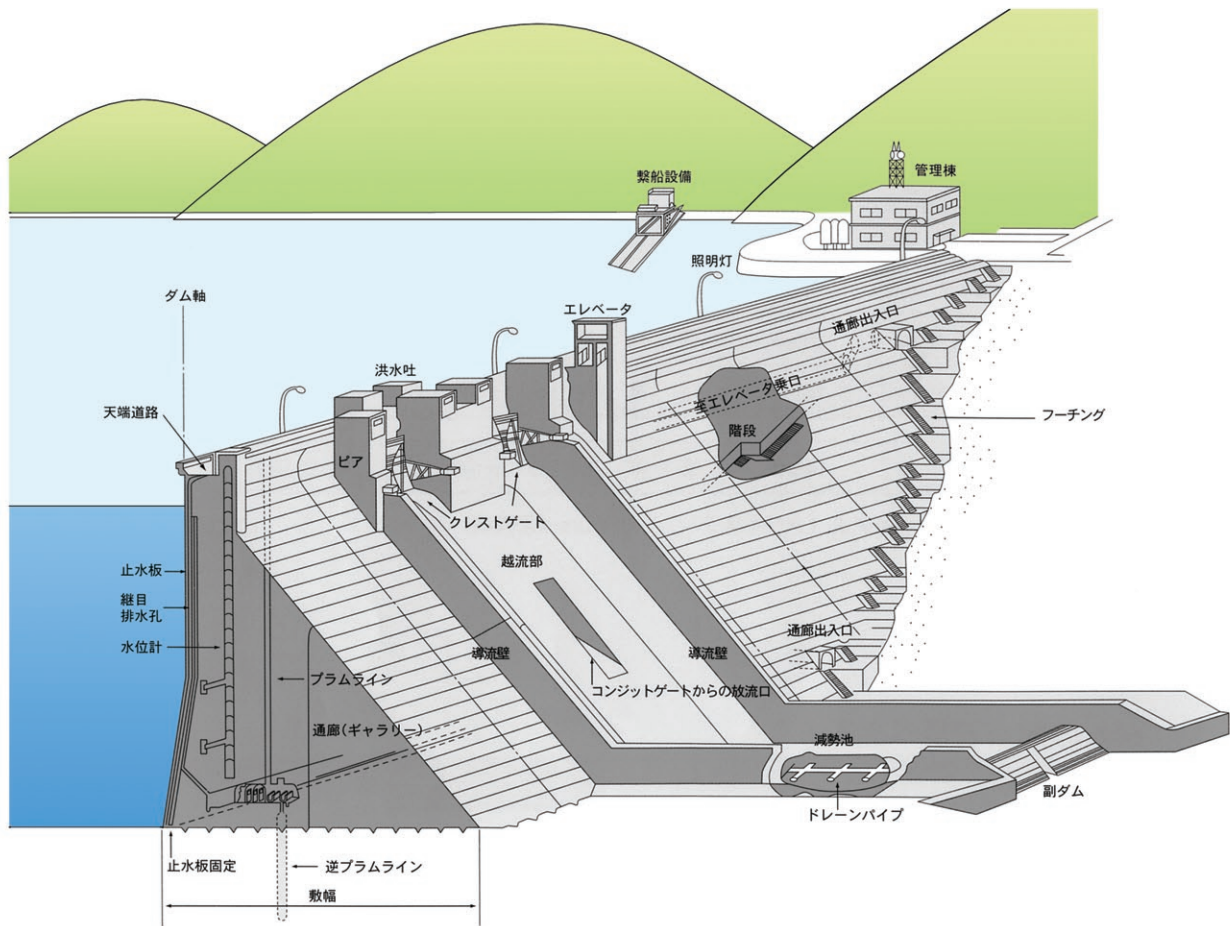 繋船設備
管理棟
照明灯
ダム軸
エレベータ
通廊出入口
洪水吐
至エレベータ乗口
天端道路
フーチング
階段
ピア
クレストゲート
越流部
止水板
継目
排水孔
水位計
通廊出入口
導流壁
導流壁
プラムライン
コンジットゲートからの放流口
通廊(ギャラリー)
減勢池
副ダム
ドレーンパイプ
止水板固定
逆プラムライン
敷幅